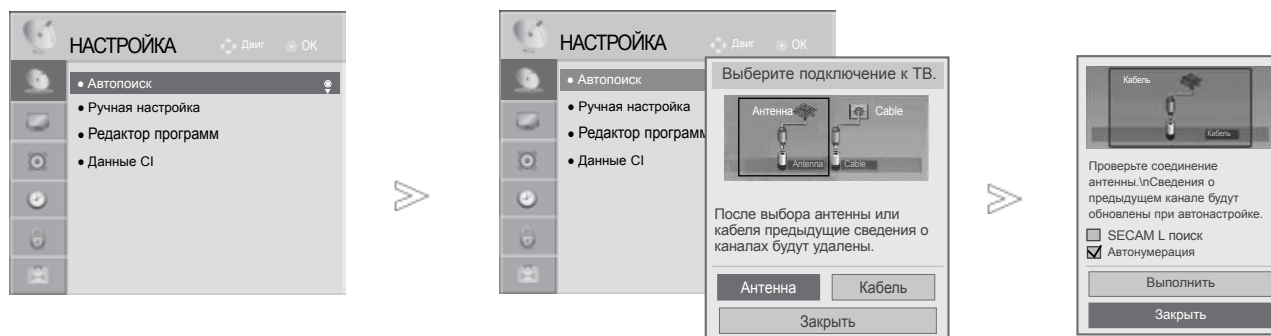 НАСТРОЙКА
Двиг
OK
• Автопоиск
• Ручная настройка
• Редактор программ
• Данные CI
НАСТРОЙКА
Двиг
OK
• Автопоиск
• Ручная настройка
• Редактор программ
• Данные CI
Выберите подключение к ТВ.
Антенна
Cable
Antenna
Cable
После выбора антенны или
кабеля предыдущие сведения о
каналах будут удалены.
Антенна
Кабель
Закрыть
Кабель
Кабель
Проверьте соединение
антенны.\nСведения о
предыдущем канале будут
обновлены при автонастройке.
SECAM L поиск
Автонумерация
Выполнить
Закрыть